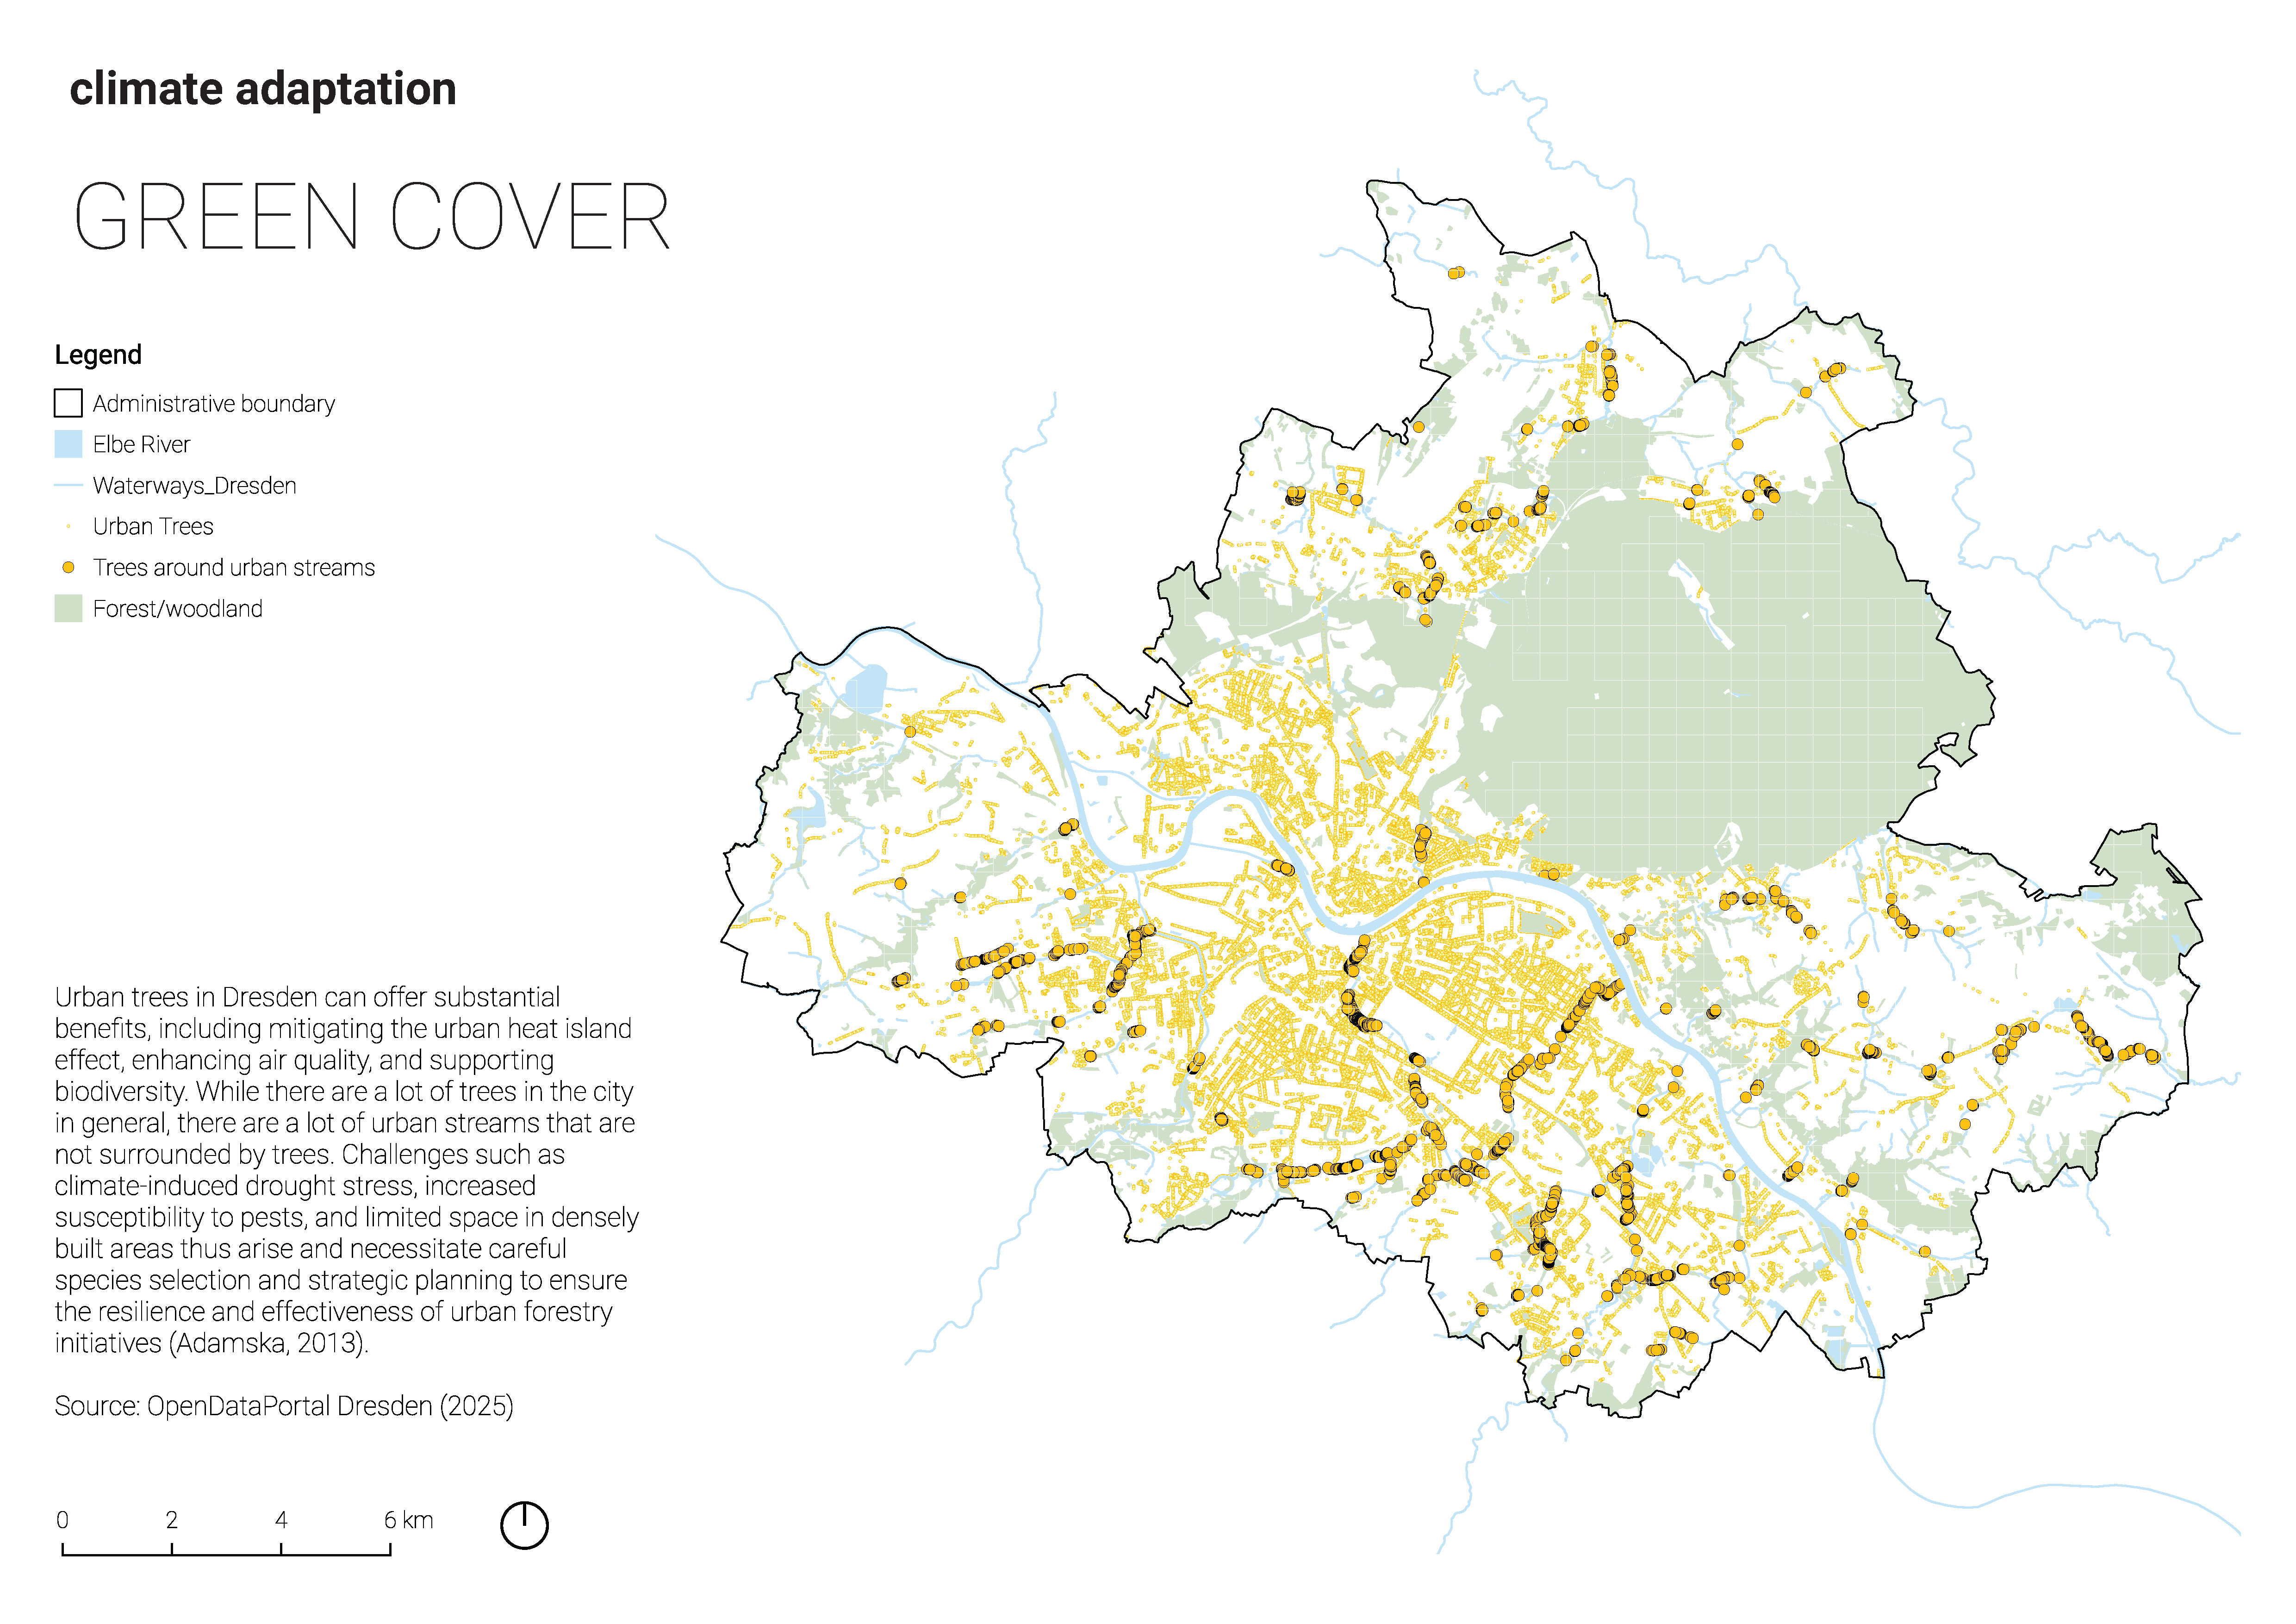 climate adaptation
GREEN COVER
Legend
Administrative boundary
Elbe River
Waterways_Dresden
Urban Trees
Trees around urban streams
Forest/woodland
Urban trees in Dresden can offer substantial
benefits, including mitigating the urban heat island
effect, enhancing air quality, and supporting
biodiversity. While there are a lot of trees in the city
in general, there are a lot of urban streams that are
not surrounded by trees. Challenges such as
climate-induced drought stress, increased
susceptibility to pests, and limited space in densely
built areas thus arise and necessitate careful
species selection and strategic planning to ensure
the resilience and effectiveness of urban forestry
initiatives (Adamska, 2013).
Source: OpenDataPortal Dresden (2025)
0 2 4 6 km